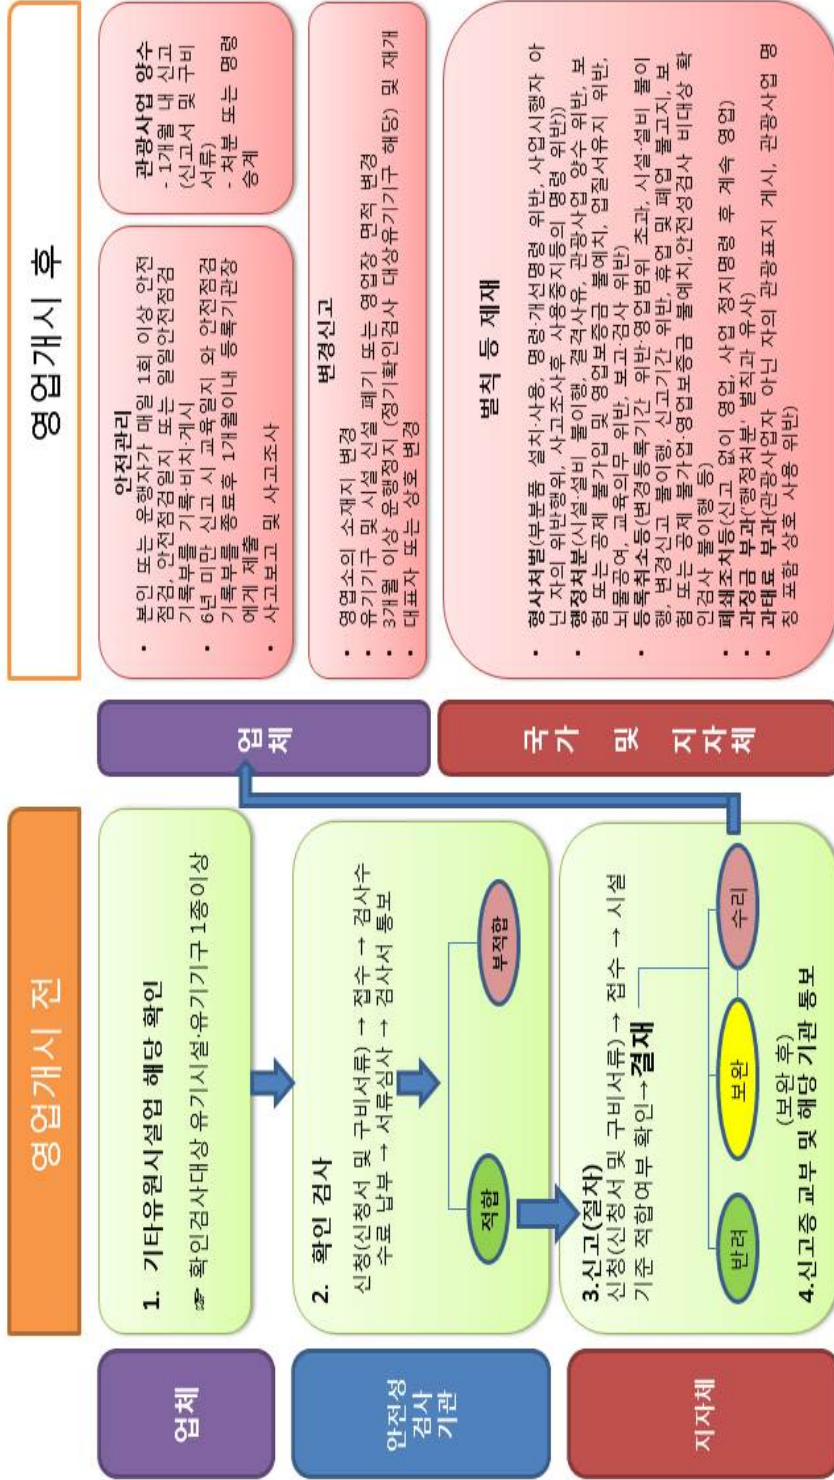 영업개시 전
업체
1. 기타유원시설업 해당 확인
☞ 확인검사대상 유기시설·유기기구 1종이상
안전성
검사
기관
2. 확인 검사
신청(신청서 및 구비서류) → 접수 → 검사수
수료 납부 → 서류심사 → 검사서 통보
적합
부적합
지자체
3.신고(절차)
신청(신청서 및 구비서류) → 접수 → 시설
기준 적합여부 확인→결재
반려
보완
수리
(보완 후)
4.신고증 교부 및 해당 기관 통보
영업개시 후
업
체
안전관리
• 본인 또는 운행자가 매일 1회 이상 안전
점검, 안전점검일지 또는 일일안전점검
기록부를 기록·비치·게시
• 6년 미만 신고 시 교육일지 와 안전점검
기록부를 종료후 1개월이내 등록기관장
에게 제출
• 사고보고 및 사고조사
관광사업 양수
- 1개월 내 신고
(신고서 및 구비
서류)
- 처분 또는 명령
승계
변경신고
• 영업소의 소재지 변경
• 유기기구 및 시설 신설 폐기 또는 영업장 면적 변경
• 3개월 이상 운행정지 (정기확인검사 대상유기기구 해당) 및 재개
• 대표자 또는 상호 변경
국
가
및
지
자
체
벌칙 등 제재
• 형사처벌(부분품 설치·사용, 명령·개선명령 위반, 사업시행자 아
닌 자의 위반행위, 사고조사후 사용중지등의 명령 위반))
• 행정처분(시설·설비 불이행, 결격사유, 관광사업 양수 위반, 보
험 또는 공제 불가입 및 영업보증금 불예치, 업질서유지 위반,
뇌물공여, 교육의무 위반, 보고·검사 위반)
• 등록취소등(변경등록기간 위반·영업범위 초과, 시설·설비 불이
행, 변경신고 불이행, 신고기간 위반, 휴업 및 폐업 불고지, 보
험 또는 공제 불가업·영업보증금 불예치,안전성검사 비대상 확
인검사 불이행 등)
• 폐쇄조치등(신고 없이 영업, 사업 정지명령 후 계속 영업)
• 과징금 부과('행정처분' 벌칙과 유사)
• 과태료 부과(관광사업자 아닌 자의 관광표지 게시, 관광사업 명
칭 포함 상호 사용 위반)